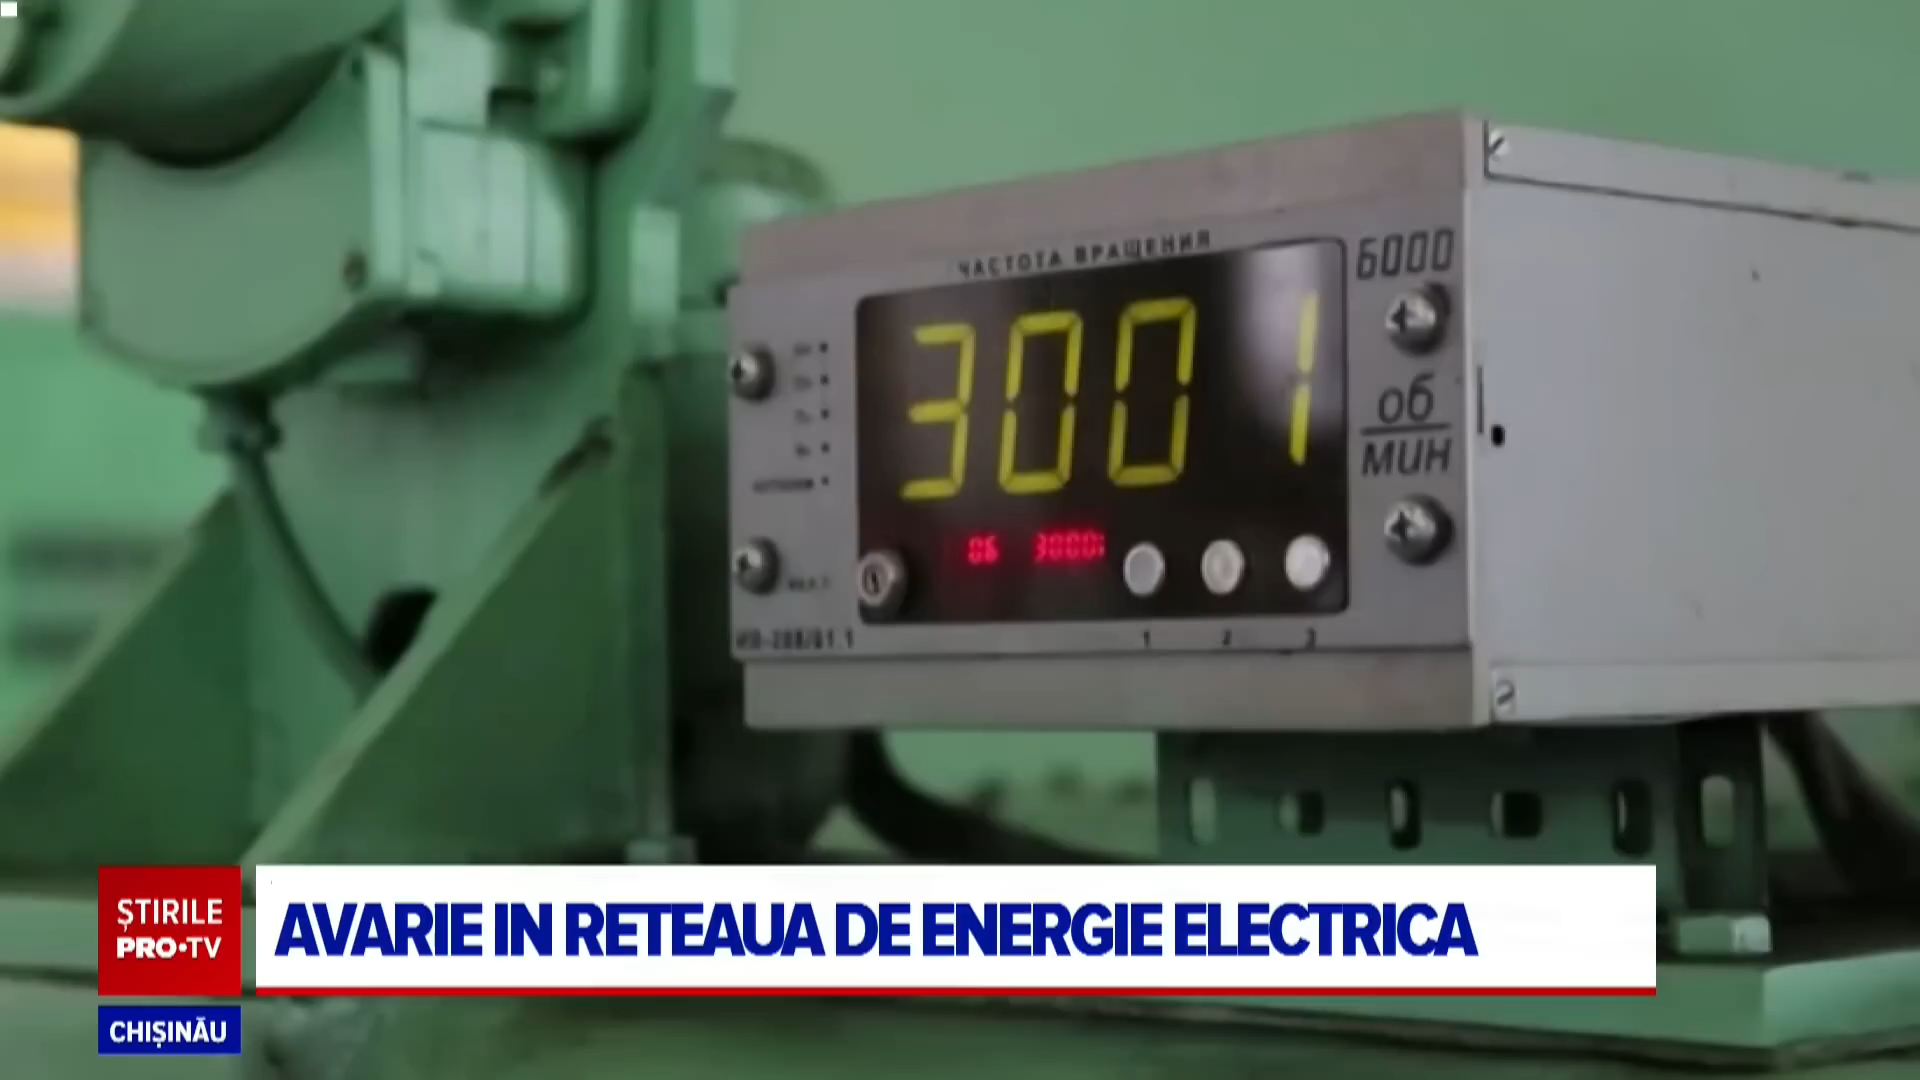 ЧАСТОТА ВРАЩЕНИЯ
6000
3001
об
МИН
06 3000
1 2 3
ȘTIRILE
PRO•TV
AVARIE IN RETEAUA DE ENERGIE ELECTRICA
CHIȘINĂU